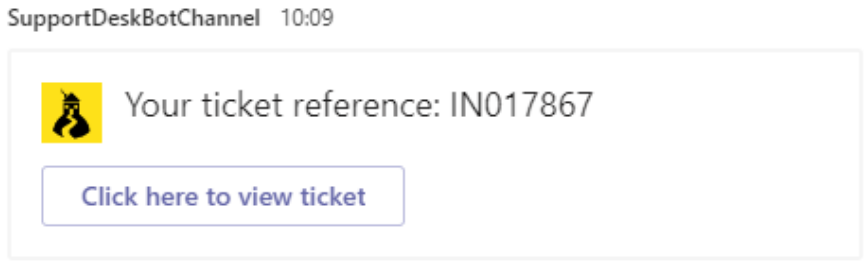 SupportDeskBotChannel 10:09
Your ticket reference: IN017867
Click here to view ticket